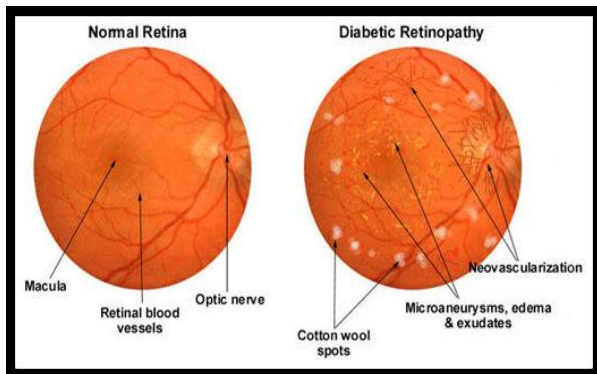 Normal Retina
Diabetic Retinopathy
Macula
Retinal blood
vessels
Optic nerve
Cotton wool
spots
Microaneurysms, edema
& exudates
Neovascularization